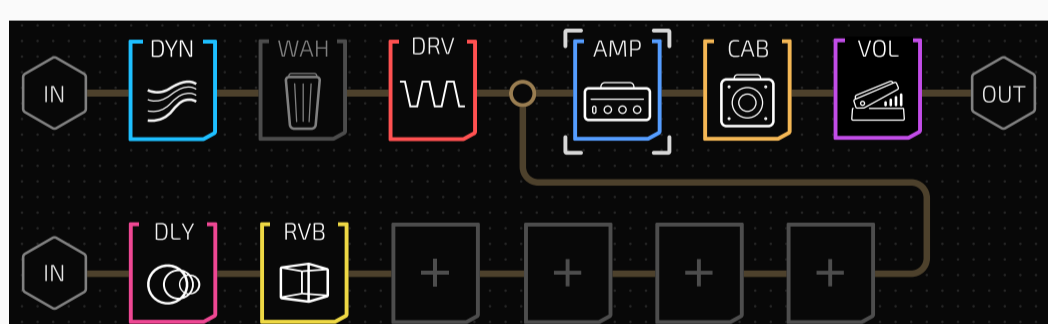 DYN WAH DRV AMP CAB VOL
IN OUT
DLY RVB
IN + + + +